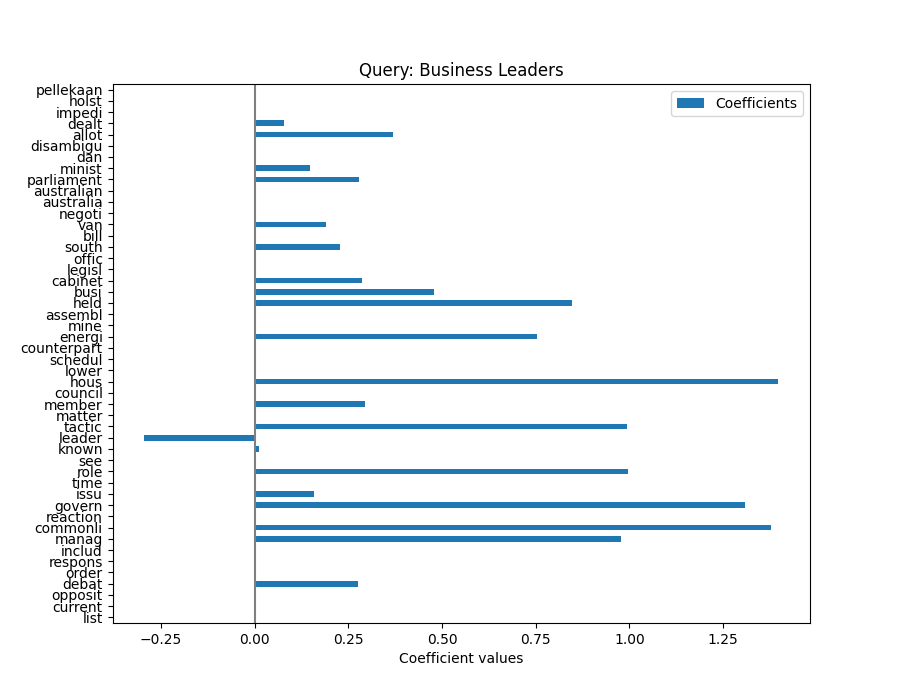 Query: Business Leaders
Coefficients
pellekaan
holst
impedi
dealt
allot
disambigu
dan
minist
parliament
australian
australia
negoti
van
bill
south
offic
legisl
cabinet
busi
held
assembl
mine
energi
counterpart
schedul
lower
hous
council
member
matter
tactic
leader
known
see
role
time
issu
govern
reaction
commonli
manag
includ
respons
order
debat
opposit
current
list
−0.25 0.00 0.25 0.50 0.75 1.00 1.25
Coefficient values